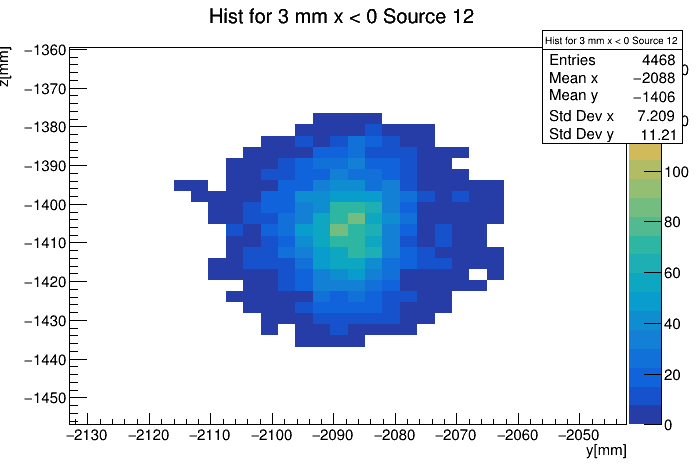 Hist for 3 mm x < 0 Source 12
Hist for 3 mm x < 0 Source 12
Entries 4468
Mean x −2088
Mean y −1406
Std Dev x 7.209
Std Dev y 11.21
z[mm]
−1360
−1370
−1380
−1390
−1400
−1410
−1420
−1430
−1440
−1450
100
80
60
40
20
0
−2130 −2120 −2110 −2100 −2090 −2080 −2070 −2060 −2050
y[mm]